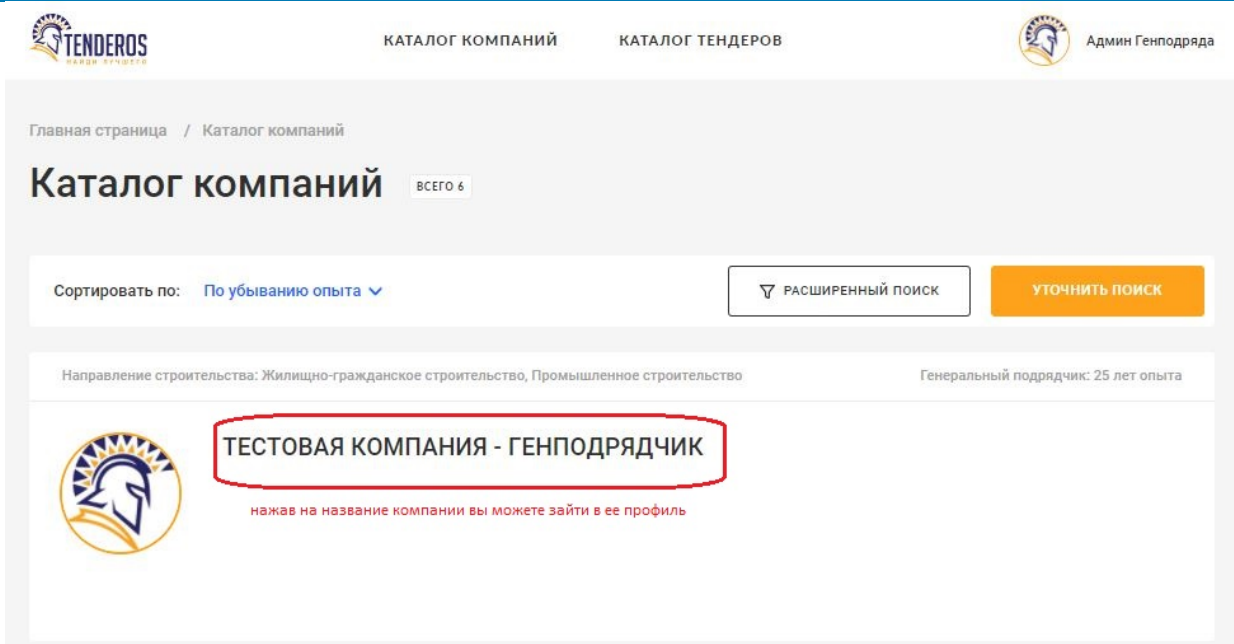 TENDEROS
НАЙДИ ЛУЧШЕГО
КАТАЛОГ КОМПАНИЙ
КАТАЛОГ ТЕНДЕРОВ
Админ Генподряда
Главная страница / Каталог компаний
Каталог компаний
ВСЕГО 6
Сортировать по: По убыванию опыта
РАСШИРЕННЫЙ ПОИСК
УТОЧНИТЬ ПОИСК
Направление строительства: Жилищно-гражданское строительство, Промышленное строительство
Генеральный подрядчик: 25 лет опыта
ТЕСТОВАЯ КОМПАНИЯ - ГЕНПОДРЯДЧИК
нажав на название компании вы можете зайти в ее профиль